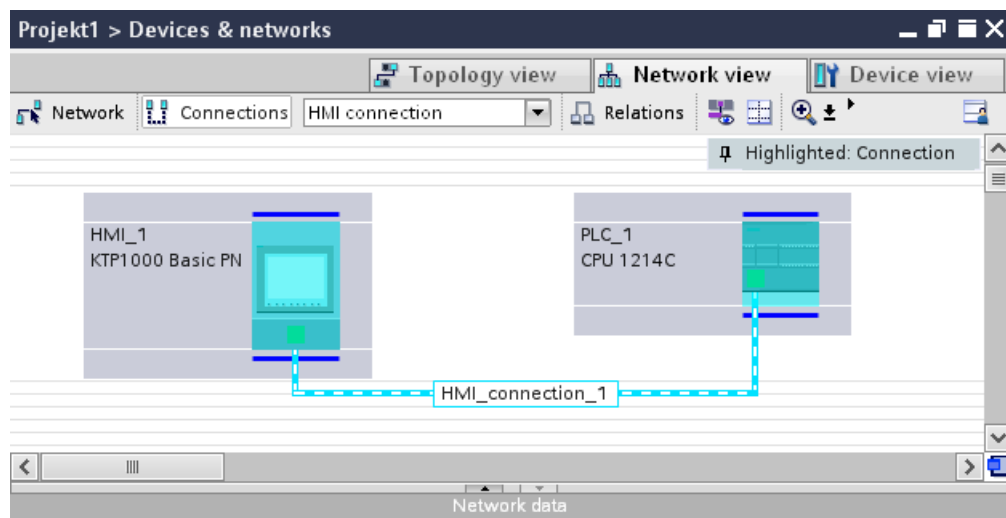 Projekt1 > Devices & networks
Topology view
Network view
Device view
Network
Connections
HMI connection
Relations
Highlighted: Connection
HMI_1
KTP1000 Basic PN
PLC_1
CPU 1214C
HMI_connection_1
Network data